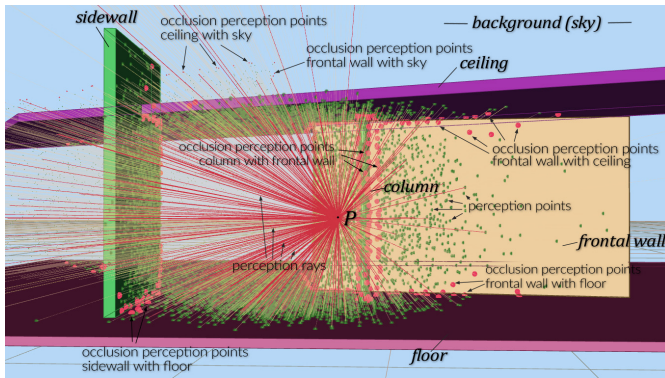 sidewall
occlusion perception points
ceiling with sky
occlusion perception points
frontal wall with sky
background (sky)
ceiling
occlusion perception points
column with frontal wall
occlusion perception points
frontal wall with ceiling
column
P
perception points
frontal wall
perception rays
occlusion perception points
frontal wall with floor
occlusion perception points
sidewall with floor
floor